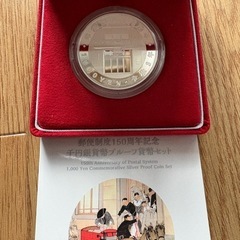 郵便制度150周年記念
千円銀貨幣プルーフ貨幣セット
150th Anniversary of Postal System
1,000 Yen Commemorative Silver Proof Coin Set